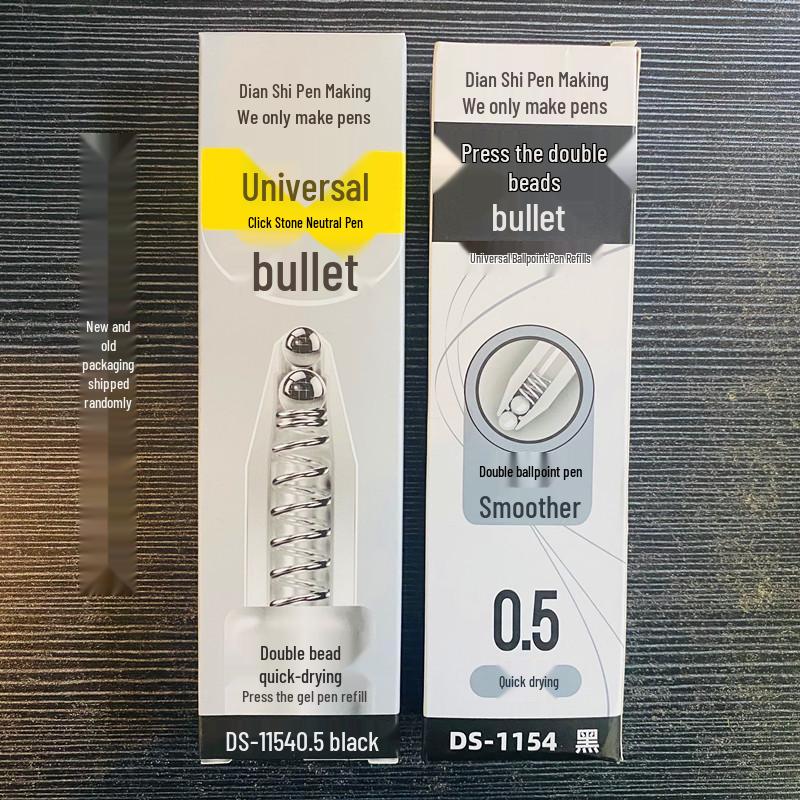 New and
old
packaging
shipped
randomly
Dian Shi Pen Making
We only make pens
Universal
Click Stone Neutral Pen
bullet
Double bead
quick-drying
Press the gel pen refill
DS-11540.5 black
Dian Shi Pen Making
We only make pens
Press the double
beads
bullet
Universal Ballpoint Pen Refills
Double ballpoint pen
Smoother
0.5
Quick drying
DS-1154 黑